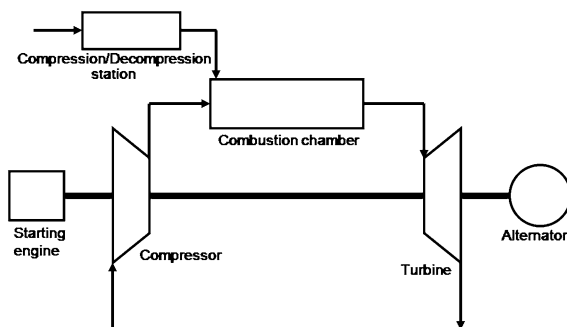 Compression/Decompression
station
Combustion chamber
Starting
engine
Compressor
Turbine
Alternator